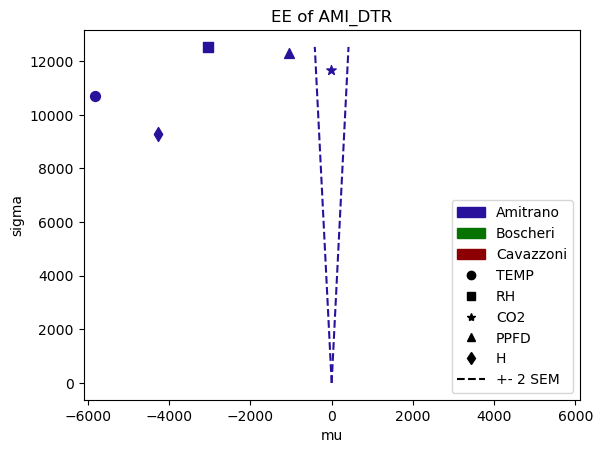 EE of AMI_DTR
sigma
12000
10000
8000
6000
4000
2000
0
−6000 −4000 −2000 0 2000 4000 6000
mu
Amitrano
Boscheri
Cavazzoni
TEMP
RH
CO2
PPFD
H
+- 2 SEM